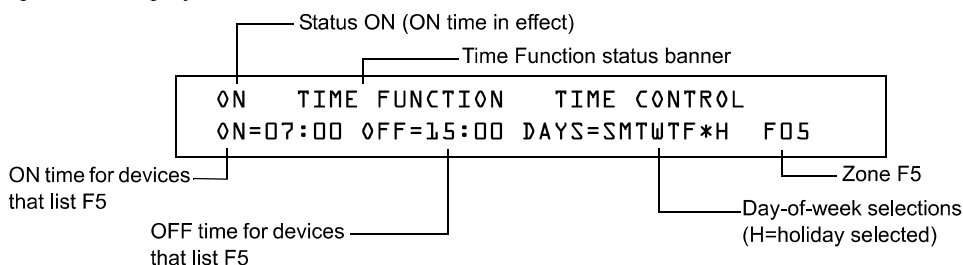 Status ON (ON time in effect)
Time Function status banner
ON TIME FUNCTION TIME CONTROL
ON=07:00 OFF=15:00 DAYS=SMTWTF*H F05
ON time for devices
that list F5
OFF time for devices
that list F5
Zone F5
Day-of-week selections
(H=holiday selected)